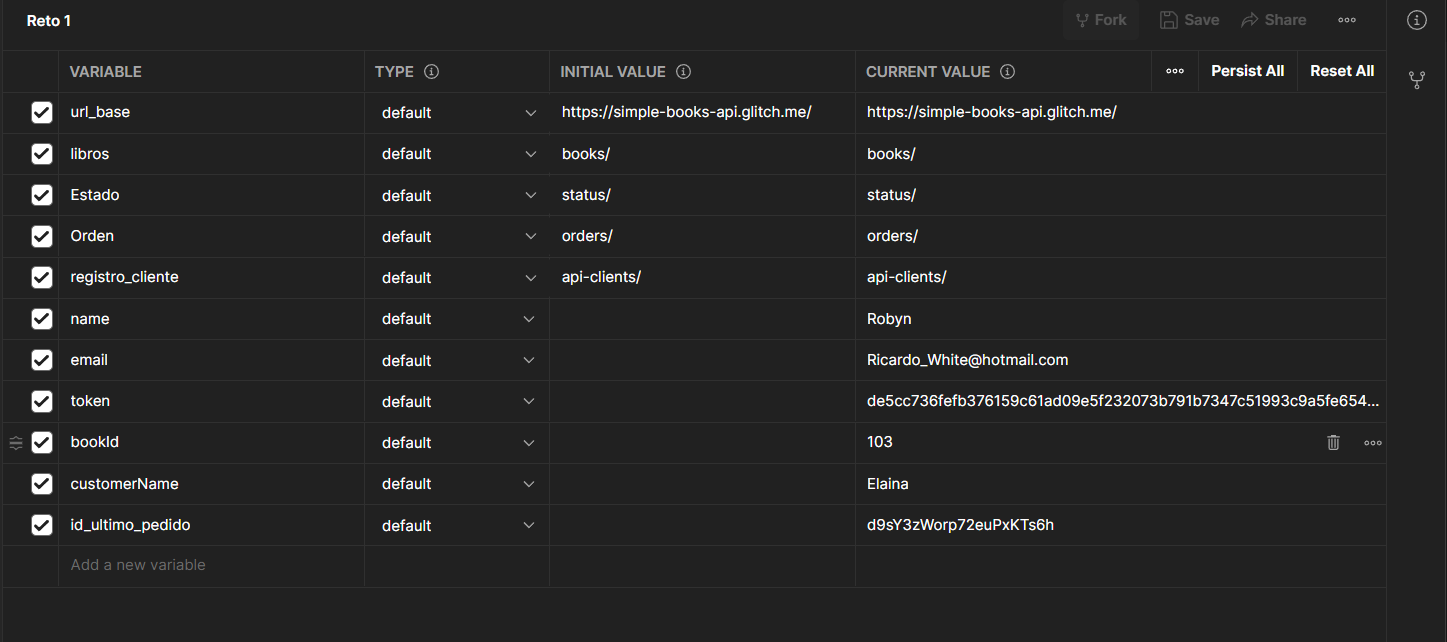 Reto 1 Fork Save Share
VARIABLE TYPE INITIAL VALUE CURRENT VALUE Persist All Reset All
url_base default https://simple-books-api.glitch.me/ https://simple-books-api.glitch.me/
libros default books/ books/
Estado default status/ status/
Orden default orders/ orders/
registro_cliente default api-clients/ api-clients/
name default Robyn
email default Ricardo_White@hotmail.com
token default de5cc736fefb376159c61ad09e5f232073b791b7347c51993c9a5fe654...
bookId default 103
customerName default Elaina
id_ultimo_pedido default d9sY3zWorp72euPxKTs6h
Add a new variable